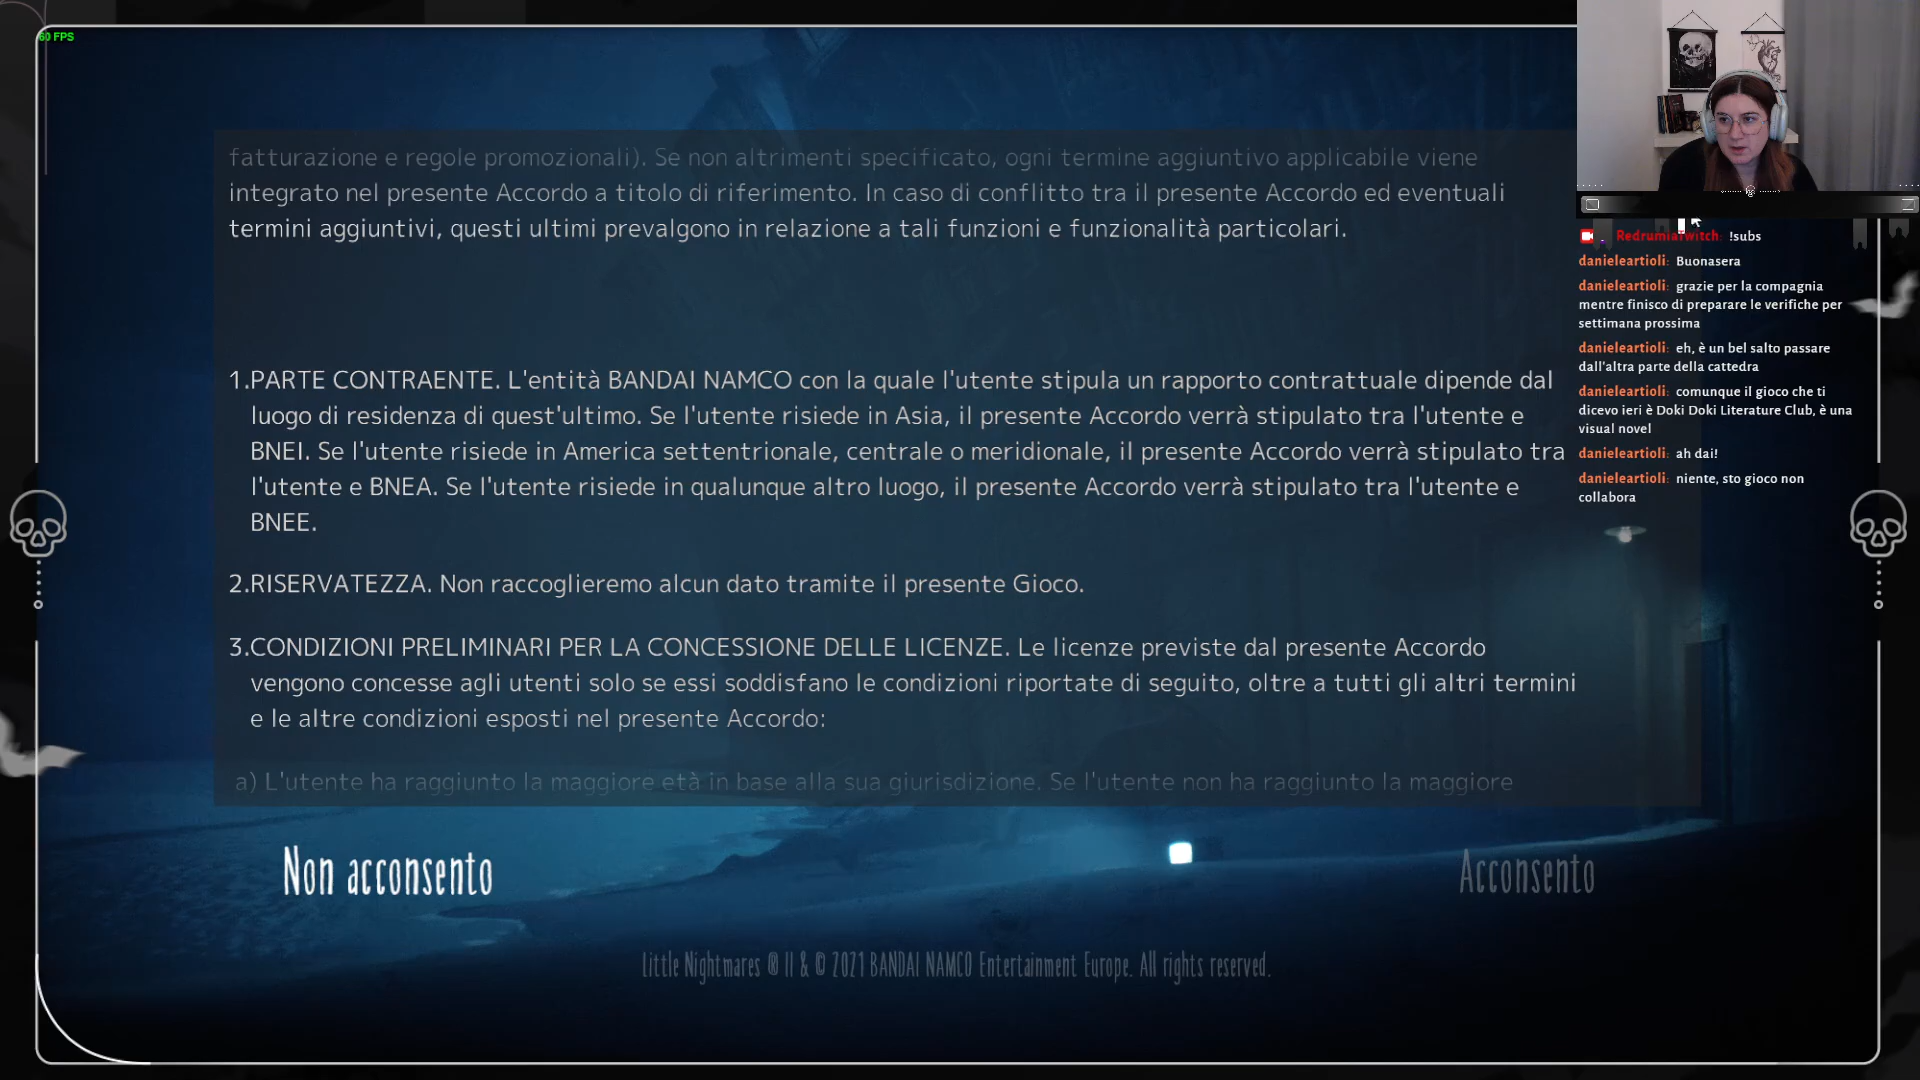 60 FPS
fatturazione e regole promozionali). Se non altrimenti specificato, ogni termine aggiuntivo applicabile viene
integrato nel presente Accordo a titolo di riferimento. In caso di conflitto tra il presente Accordo ed eventuali
termini aggiuntivi, questi ultimi prevalgono in relazione a tali funzioni e funzionalità particolari.
1.PARTE CONTRAENTE. L'entità BANDAI NAMCO con la quale l'utente stipula un rapporto contrattuale dipende dal
luogo di residenza di quest'ultimo. Se l'utente risiede in Asia, il presente Accordo verrà stipulato tra l'utente e
BNEI. Se l'utente risiede in America settentrionale, centrale o meridionale, il presente Accordo verrà stipulato tra
l'utente e BNEA. Se l'utente risiede in qualunque altro luogo, il presente Accordo verrà stipulato tra l'utente e
BNEE.
2.RISERVATEZZA. Non raccoglieremo alcun dato tramite il presente Gioco.
3.CONDIZIONI PRELIMINARI PER LA CONCESSIONE DELLE LICENZE. Le licenze previste dal presente Accordo
vengono concesse agli utenti solo se essi soddisfano le condizioni riportate di seguito, oltre a tutti gli altri termini
e le altre condizioni esposti nel presente Accordo:
a) L'utente ha raggiunto la maggiore età in base alla sua giurisdizione. Se l'utente non ha raggiunto la maggiore
Non acconsento
Acconsento
Little Nightmares ® II & © 2021 BANDAI NAMCO Entertainment Europe. All rights reserved.
RedrumiaTwitch: !subs
danieleartioli: Buonasera
danieleartioli: grazie per la compagnia
mentre finisco di preparare le verifiche per
settimana prossima
danieleartioli: eh, è un bel salto passare
dall'altra parte della cattedra
danieleartioli: comunque il gioco che ti
dicevo ieri è Doki Doki Literature Club, è una
visual novel
danieleartioli: ah dai!
danieleartioli: niente, sto gioco non
collabora